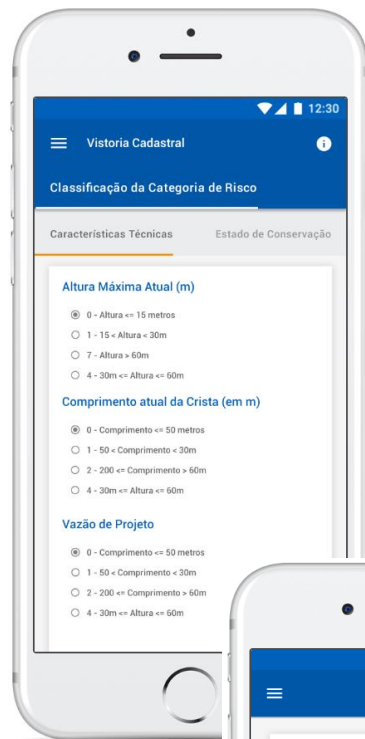 12:30
Vistoria Cadastral
Classificação da Categoria de Risco
Características Técnicas Estado de Conservação
Altura Máxima Atual (m)
0 - Altura <= 15 metros
1 - 15 < Altura < 30m
7 - Altura > 60m
4 - 30m <= Altura <= 60m
Comprimento atual da Crista (em m)
0 - Comprimento <= 50 metros
1 - 50 < Comprimento < 30m
2 - 200 <= Comprimento > 60m
4 - 30m <= Altura <= 60m
Vazão de Projeto
0 - Comprimento <= 50 metros
1 - 50 < Comprimento < 30m
2 - 200 <= Comprimento > 60m
4 - 30m <= Altura <= 60m